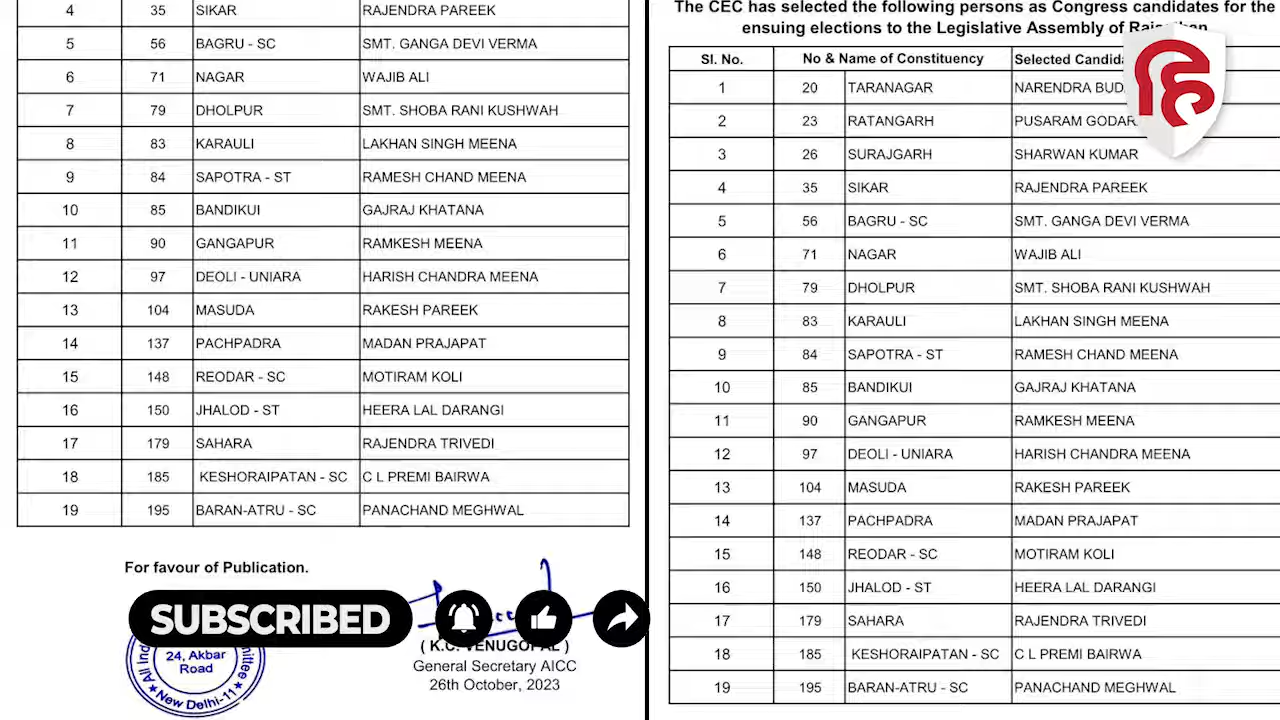 4 35 SIKAR RAJENDRA PAREEK
5 56 BAGRU - SC SMT. GANGA DEVI VERMA
6 71 NAGAR WAJIB ALI
7 79 DHOLPUR SMT. SHOBA RANI KUSHWAH
8 83 KARAULI LAKHAN SINGH MEENA
9 84 SAPOTRA - ST RAMESH CHAND MEENA
10 85 BANDIKUI GAJRAJ KHATANA
11 90 GANGAPUR RAMKESH MEENA
12 97 DEOLI - UNIARA HARISH CHANDRA MEENA
13 104 MASUDA RAKESH PAREEK
14 137 PACHPADRA MADAN PRAJAPAT
15 148 REODAR - SC MOTIRAM KOLI
16 150 JHALOD - ST HEERA LAL DARANGI
17 179 SAHARA RAJENDRA TRIVEDI
18 185 KESHORAIPATAN - SC C L PREMI BAIRWA
19 195 BARAN-ATRU - SC PANACHAND MEGHWAL
For favour of Publication.
SUBSCRIBED
24, Akbar
Road
New Delhi-11
( K.C. VENUGOPAL )
General Secretary AICC
26th October, 2023
The CEC has selected the following persons as Congress candidates for the
ensuing elections to the Legislative Assembly of
Sl. No. No & Name of Constituency Selected
1 20 TARANAGAR NARENDRA
2 23 RATANGARH PUSARAM
3 26 SURAJGARH SHARWAN KUMAR
4 35 SIKAR RAJENDRA PAREEK
5 56 BAGRU - SC SMT. GANGA DEVI VERMA
6 71 NAGAR WAJIB ALI
7 79 DHOLPUR SMT. SHOBA RANI KUSHWAH
8 83 KARAULI LAKHAN SINGH MEENA
9 84 SAPOTRA - ST RAMESH CHAND MEENA
10 85 BANDIKUI GAJRAJ KHATANA
11 90 GANGAPUR RAMKESH MEENA
12 97 DEOLI - UNIARA HARISH CHANDRA MEENA
13 104 MASUDA RAKESH PAREEK
14 137 PACHPADRA MADAN PRAJAPAT
15 148 REODAR - SC MOTIRAM KOLI
16 150 JHALOD - ST HEERA LAL DARANGI
17 179 SAHARA RAJENDRA TRIVEDI
18 185 KESHORAIPATAN - SC C L PREMI BAIRWA
19 195 BARAN-ATRU - SC PANACHAND MEGHWAL